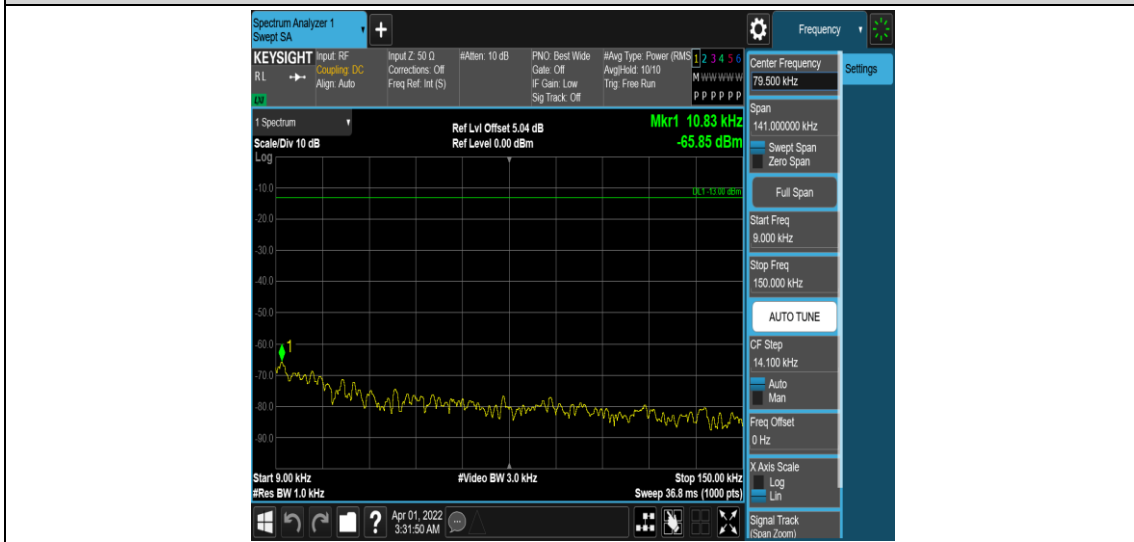 Spectrum Analyzer 1
Swept SA
+
Frequency
KEYSIGHT
RL
LXI
Input: RF
Coupling: DC
Align: Auto
Input Z: 50 Ω
Corrections: Off
Freq Ref: Int (S)
#Atten: 10 dB
PNO: Best Wide
Gate: Off
IF Gain: Low
Sig Track: Off
#Avg Type: Power (RMS
Avg|Hold: 10/10
Trig: Free Run
1 2 3 4 5 6
M W W W W W
P P P P P P
1 Spectrum
Scale/Div 10 dB
Log
Ref Lvl Offset 5.04 dB
Ref Level 0.00 dBm
Mkr1 10.83 kHz
-65.85 dBm
DL1 -13.00 dBm
-10.0
-20.0
-30.0
-40.0
-50.0
-60.0
-70.0
-80.0
-90.0
1
Start 9.00 kHz
#Res BW 1.0 kHz
#Video BW 3.0 kHz
Stop 150.00 kHz
Sweep 36.8 ms (1000 pts)
?
Apr 01, 2022
3:31:50 AM
Center Frequency
79.500 kHz
Span
141.000000 kHz
Swept Span
Zero Span
Full Span
Start Freq
9.000 kHz
Stop Freq
150.000 kHz
AUTO TUNE
CF Step
14.100 kHz
Auto
Man
Freq Offset
0 Hz
X Axis Scale
Log
Lin
Signal Track
(Span Zoom)
Settings